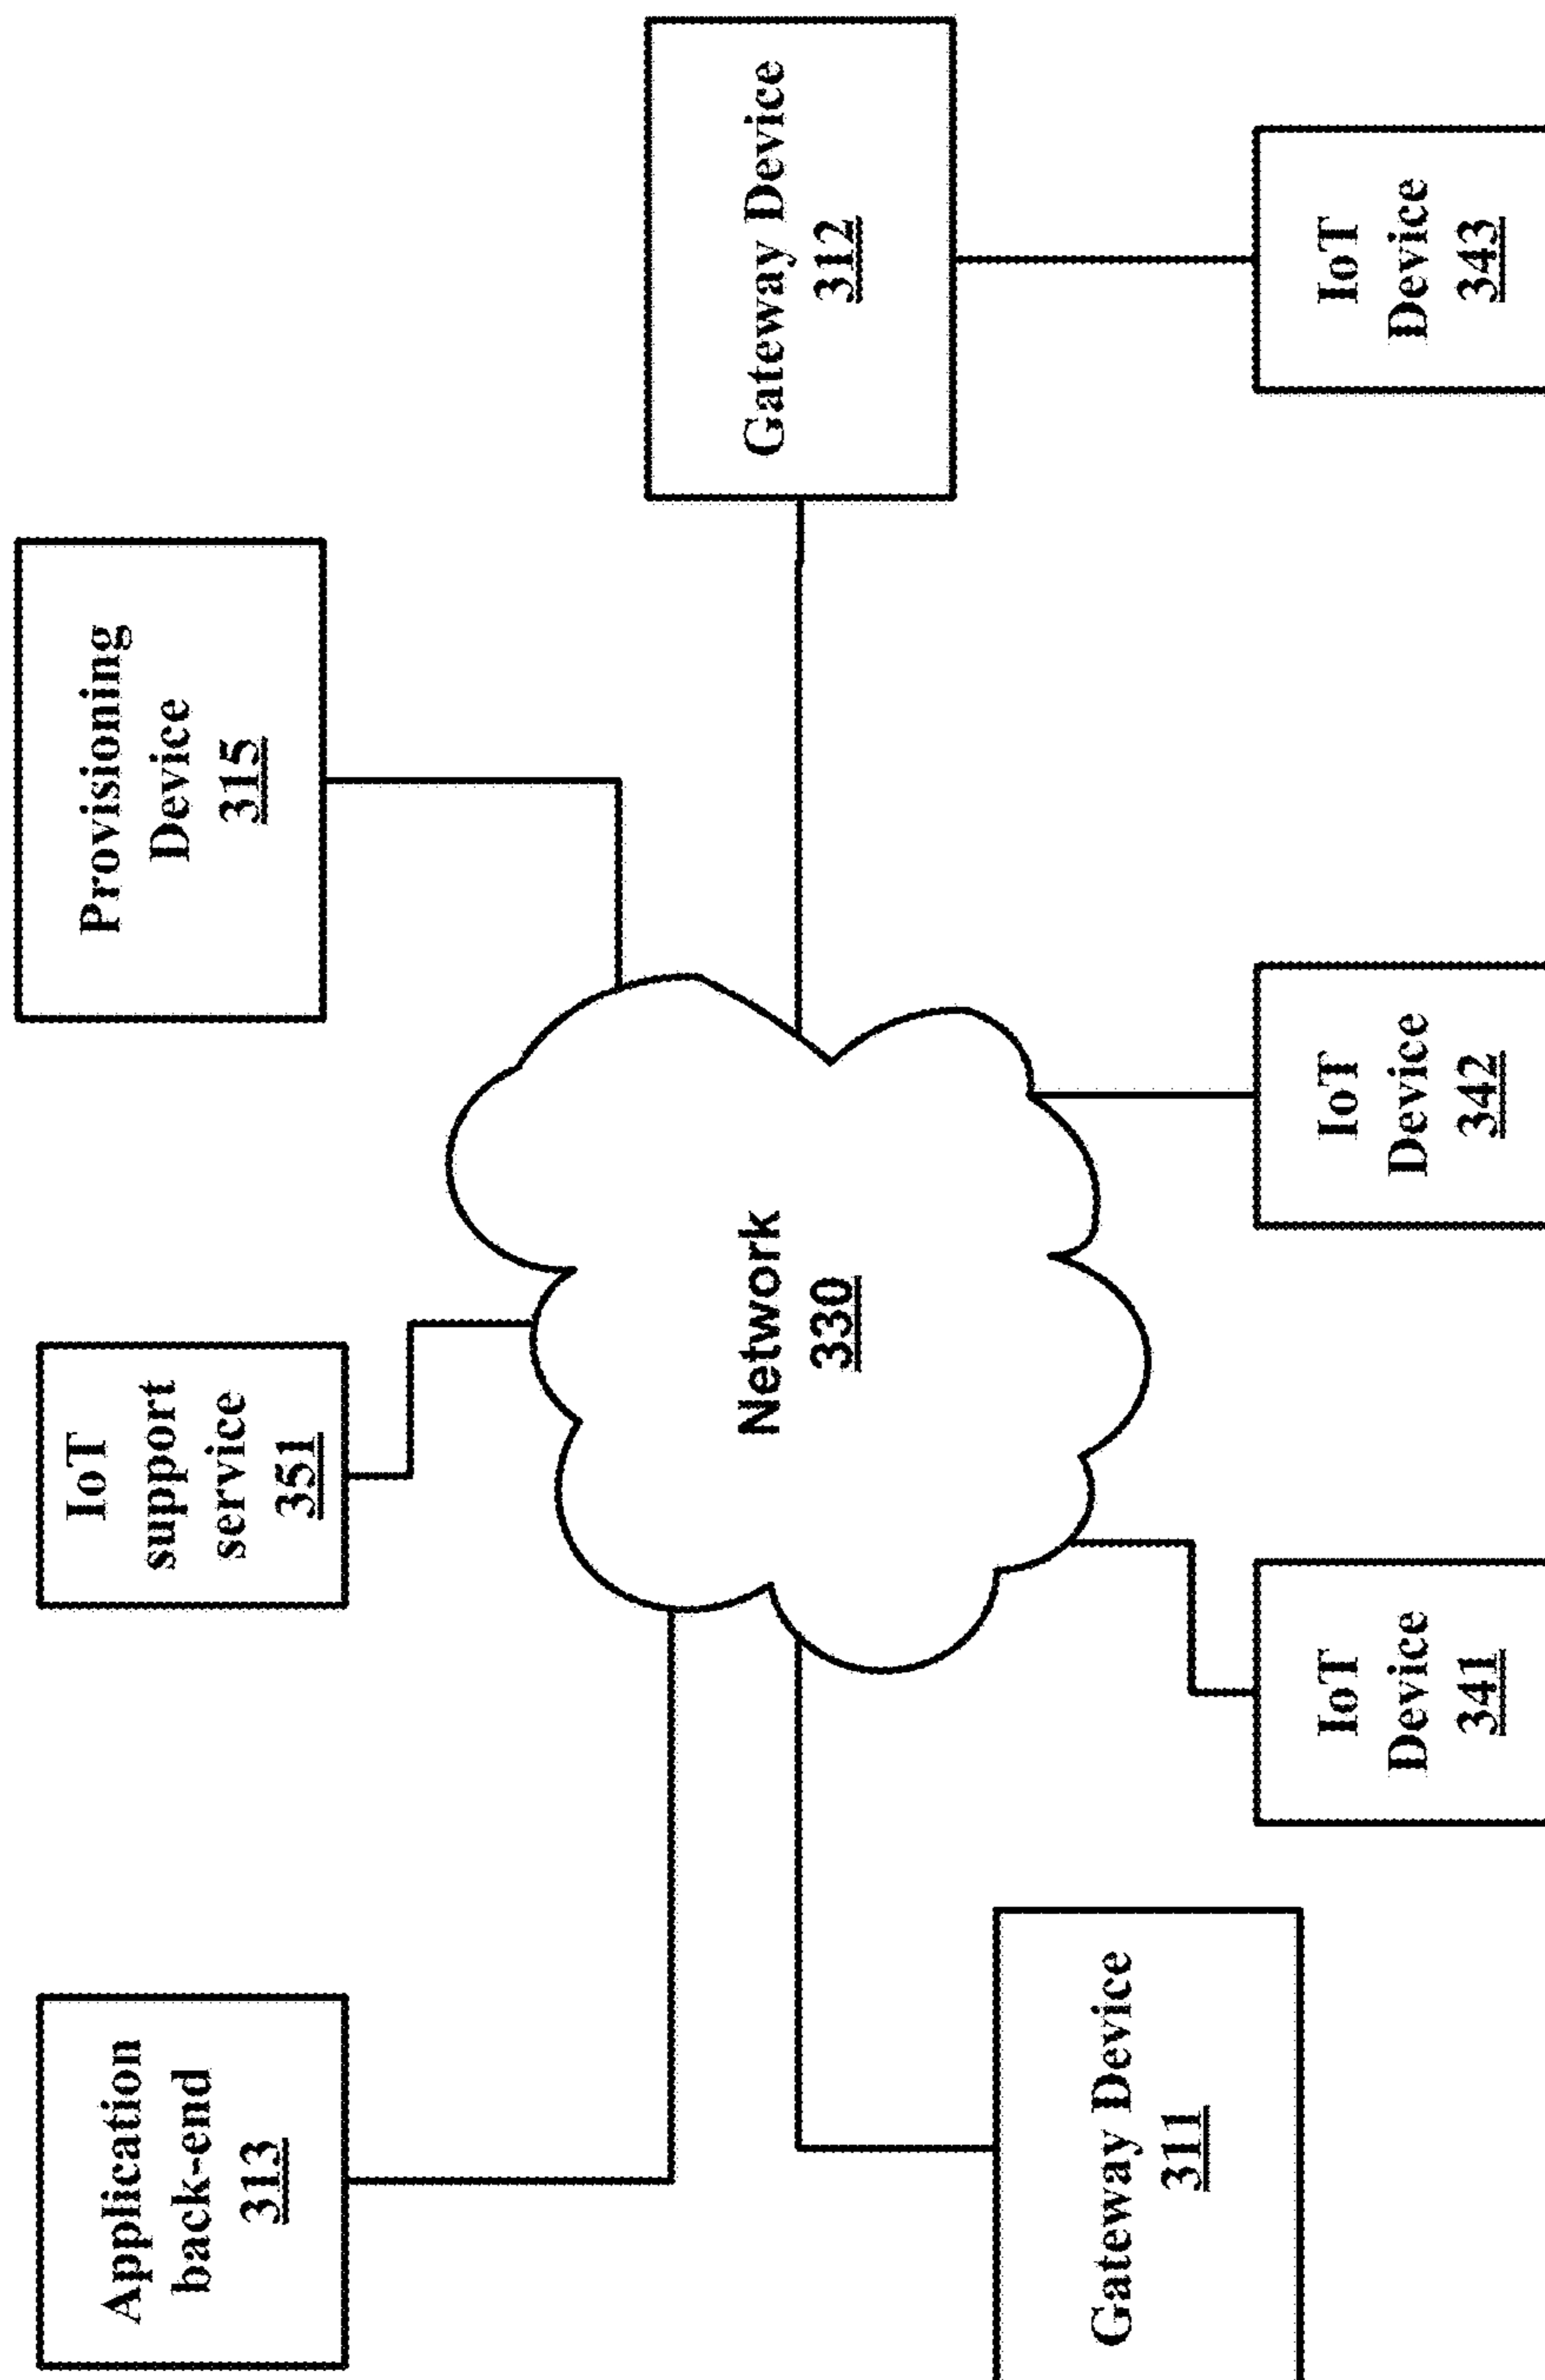 Application
back-end
313
IoT
support
service
351
Provisioning
Device
315
Network
330
Gateway Device
312
Gateway Device
311
IoT
Device
341
IoT
Device
342
IoT
Device
343